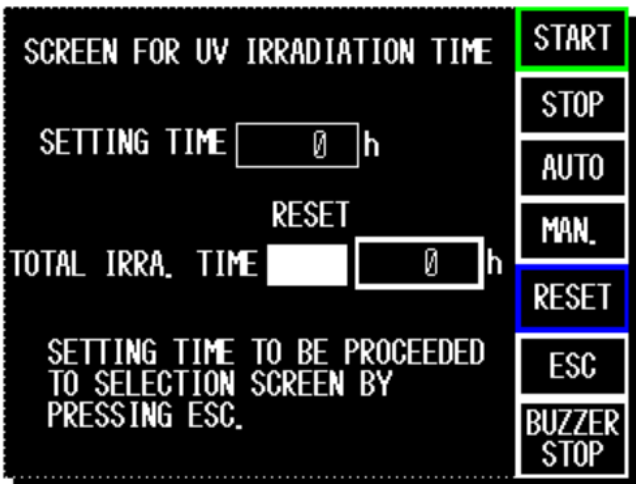 SCREEN FOR UV IRRADIATION TIME
SETTING TIME 0 h
RESET
TOTAL IRRA. TIME 0 h
SETTING TIME TO BE PROCEEDED
TO SELECTION SCREEN BY
PRESSING ESC.
START
STOP
AUTO
MAN.
RESET
ESC
BUZZER
STOP